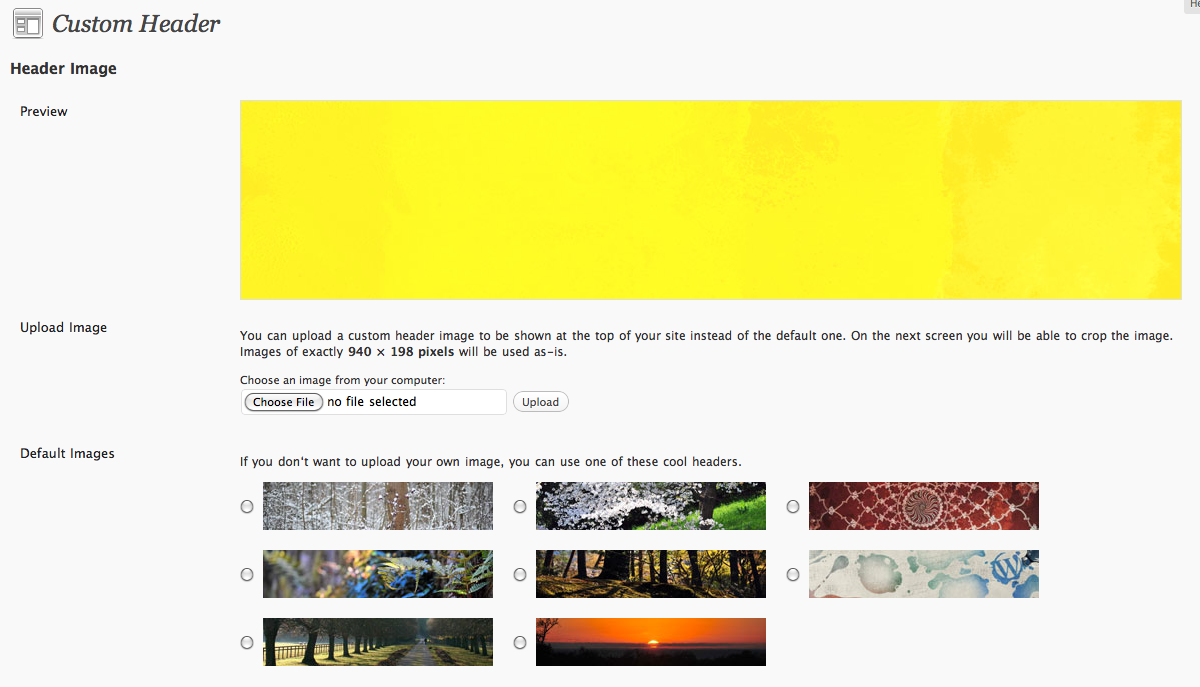 He
Custom Header
Header Image
Preview
Upload Image
You can upload a custom header image to be shown at the top of your site instead of the default one. On the next screen you will be able to crop the image.
Images of exactly 940 × 198 pixels will be used as-is.
Choose an image from your computer:
Choose File no file selected Upload
Default Images
If you don't want to upload your own image, you can use one of these cool headers.
W